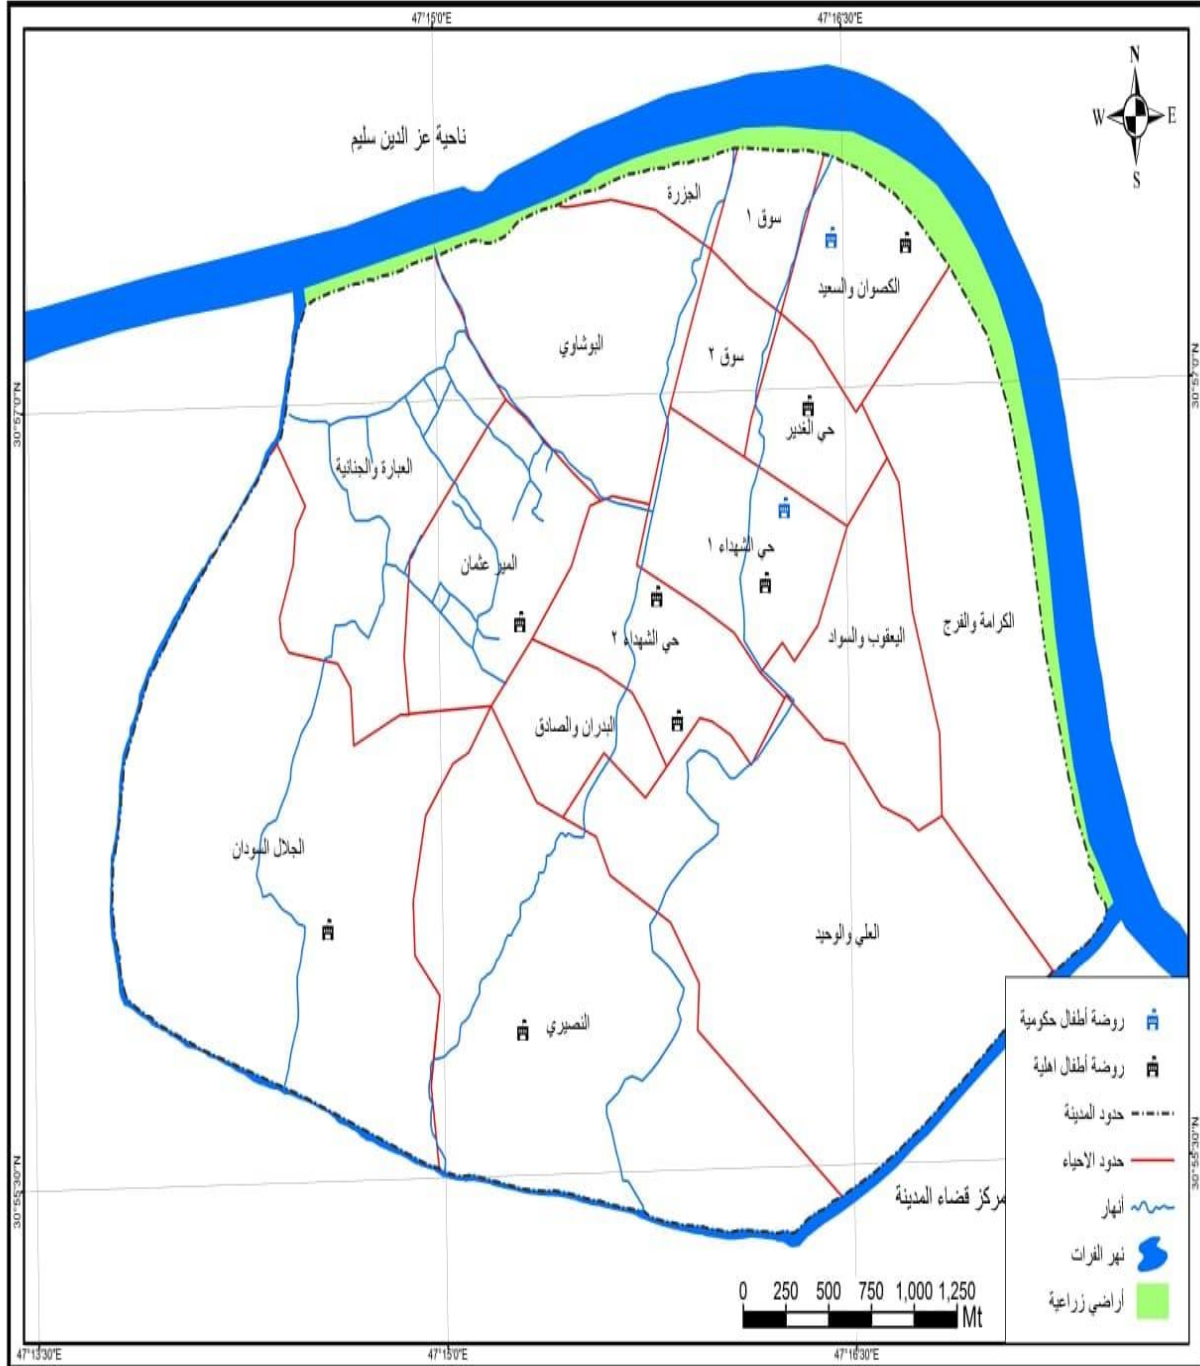 47°15'0"E
47°16'30"E
N
W
E
S
ناحية عز الدين سليم
الجزرة
سوق ١
الكصوان والسعيد
البوشاوي
سوق ٢
30°57'0"N
30°57'0"N
حي الغدير
العبارة والجنانية
حي الشهداء ١
المير عثمان
الكرامة والفرج
اليعقوب والسواد
حي الشهداء ٢
البدران والصادق
الجلال السودان
العلي والوحيد
النصيري
روضة أطفال حكومية
روضة أطفال اهلية
حدود المدينة
حدود الاحياء
أنهار
نهر الفرات
أراضي زراعية
30°55'30"N
30°55'30"N
مركز قضاء المدينة
0 250 500 750 1,000 1,250
Mt
47°13'30"E
47°15'0"E
47°16'30"E